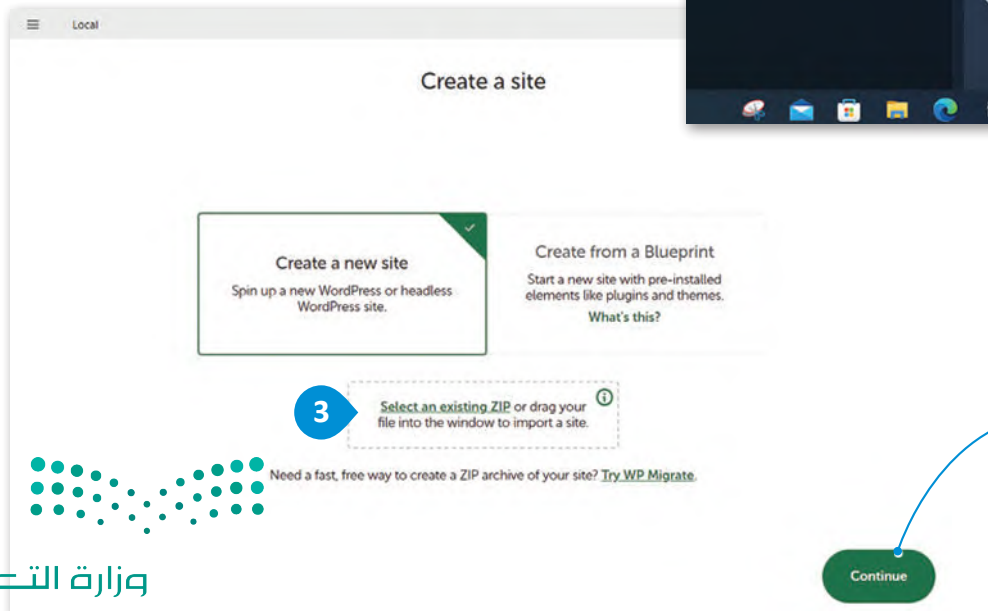 Local
Create a site
Create a new site
Spin up a new WordPress or headless
WordPress site.
Create from a Blueprint
Start a new site with pre-installed
elements like plugins and themes.
What's this?
3
Select an existing ZIP or drag your
file into the window to import a site.
Need a fast, free way to create a ZIP archive of your site? Try WP Migrate.
Continue
وزارة